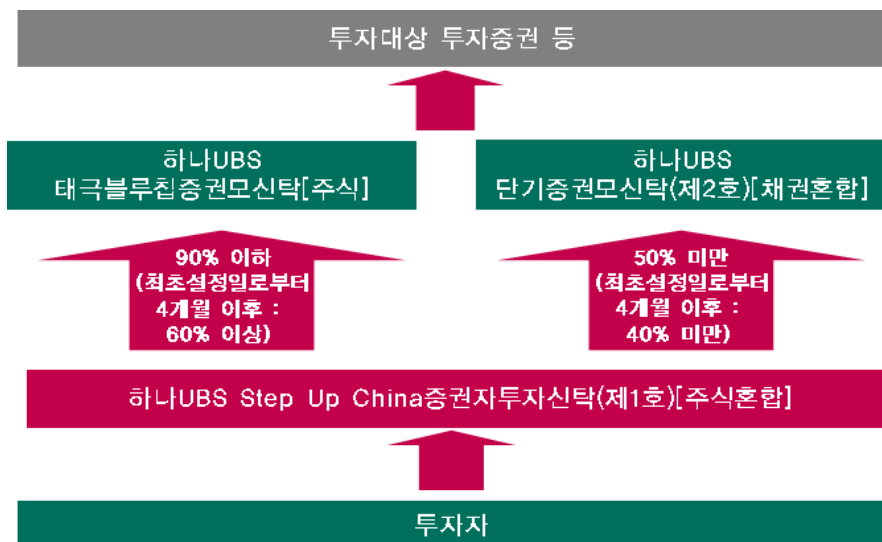 투자대상 투자증권 등
하나UBS
태극블루칩증권모신탁[주식]
하나UBS
단기증권모신탁(제2호)[채권혼합]
90% 이하
(최초설정일로부터
4개월 이후 :
60% 이상)
50% 미만
(최초설정일로부터
4개월 이후 :
40% 미만)
하나UBS Step Up China증권자투자신탁(제1호)[주식혼합]
투자자